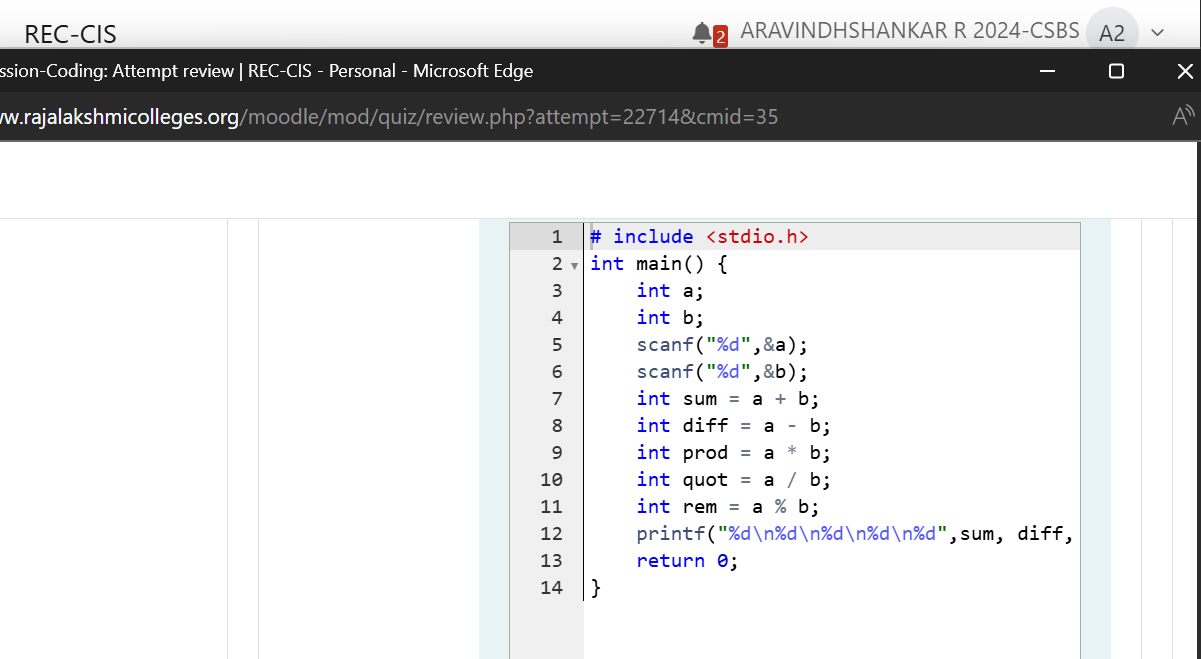 REC-CIS
2 ARAVINDHSHANKAR R 2024-CSBS A2
ssion-Coding: Attempt review | REC-CIS - Personal - Microsoft Edge
w.rajalakshmicolleges.org/moodle/mod/quiz/review.php?attempt=22714&cmid=35
1 # include <stdio.h>
2 int main() {
3 int a;
4 int b;
5 scanf("%d",&a);
6 scanf("%d",&b);
7 int sum = a + b;
8 int diff = a - b;
9 int prod = a * b;
10 int quot = a / b;
11 int rem = a % b;
12 printf("%d\n%d\n%d\n%d\n%d",sum, diff,
13 return 0;
14 }